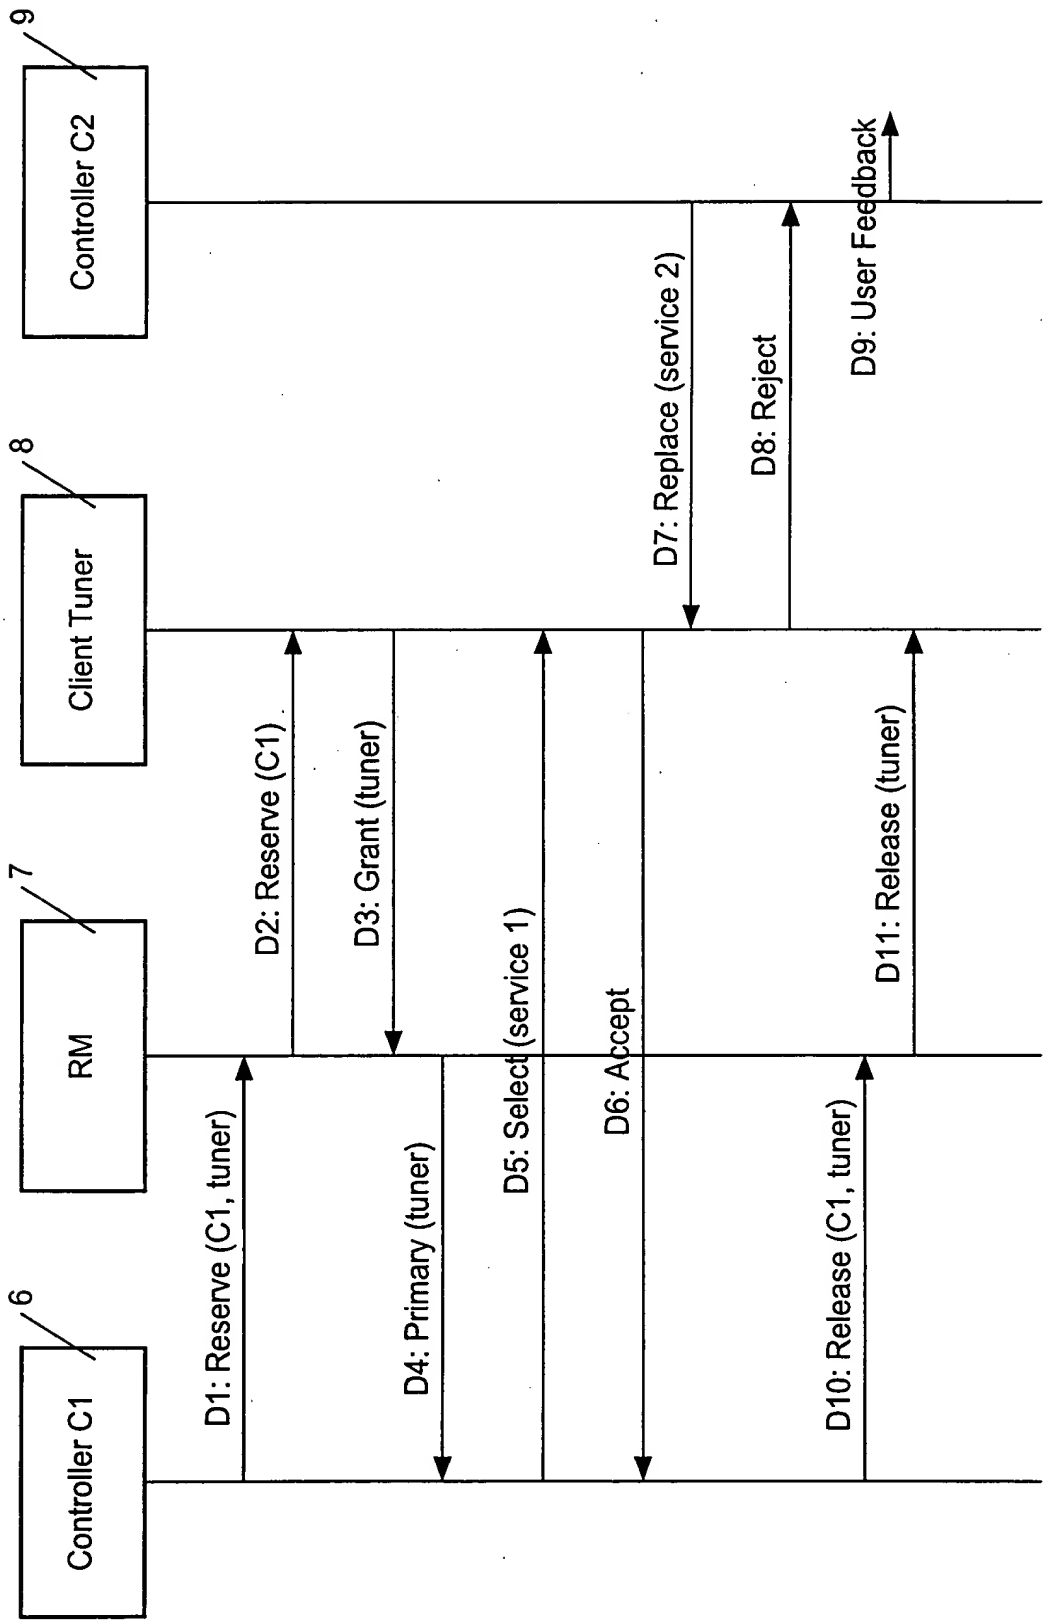 6
7
8
9
Controller C1
RM
Client Tuner
Controller C2
D1: Reserve (C1, tuner)
D2: Reserve (C1)
D3: Grant (tuner)
D4: Primary (tuner)
D5: Select (service 1)
D6: Accept
D7: Replace (service 2)
D8: Reject
D9: User Feedback
D10: Release (C1, tuner)
D11: Release (tuner)